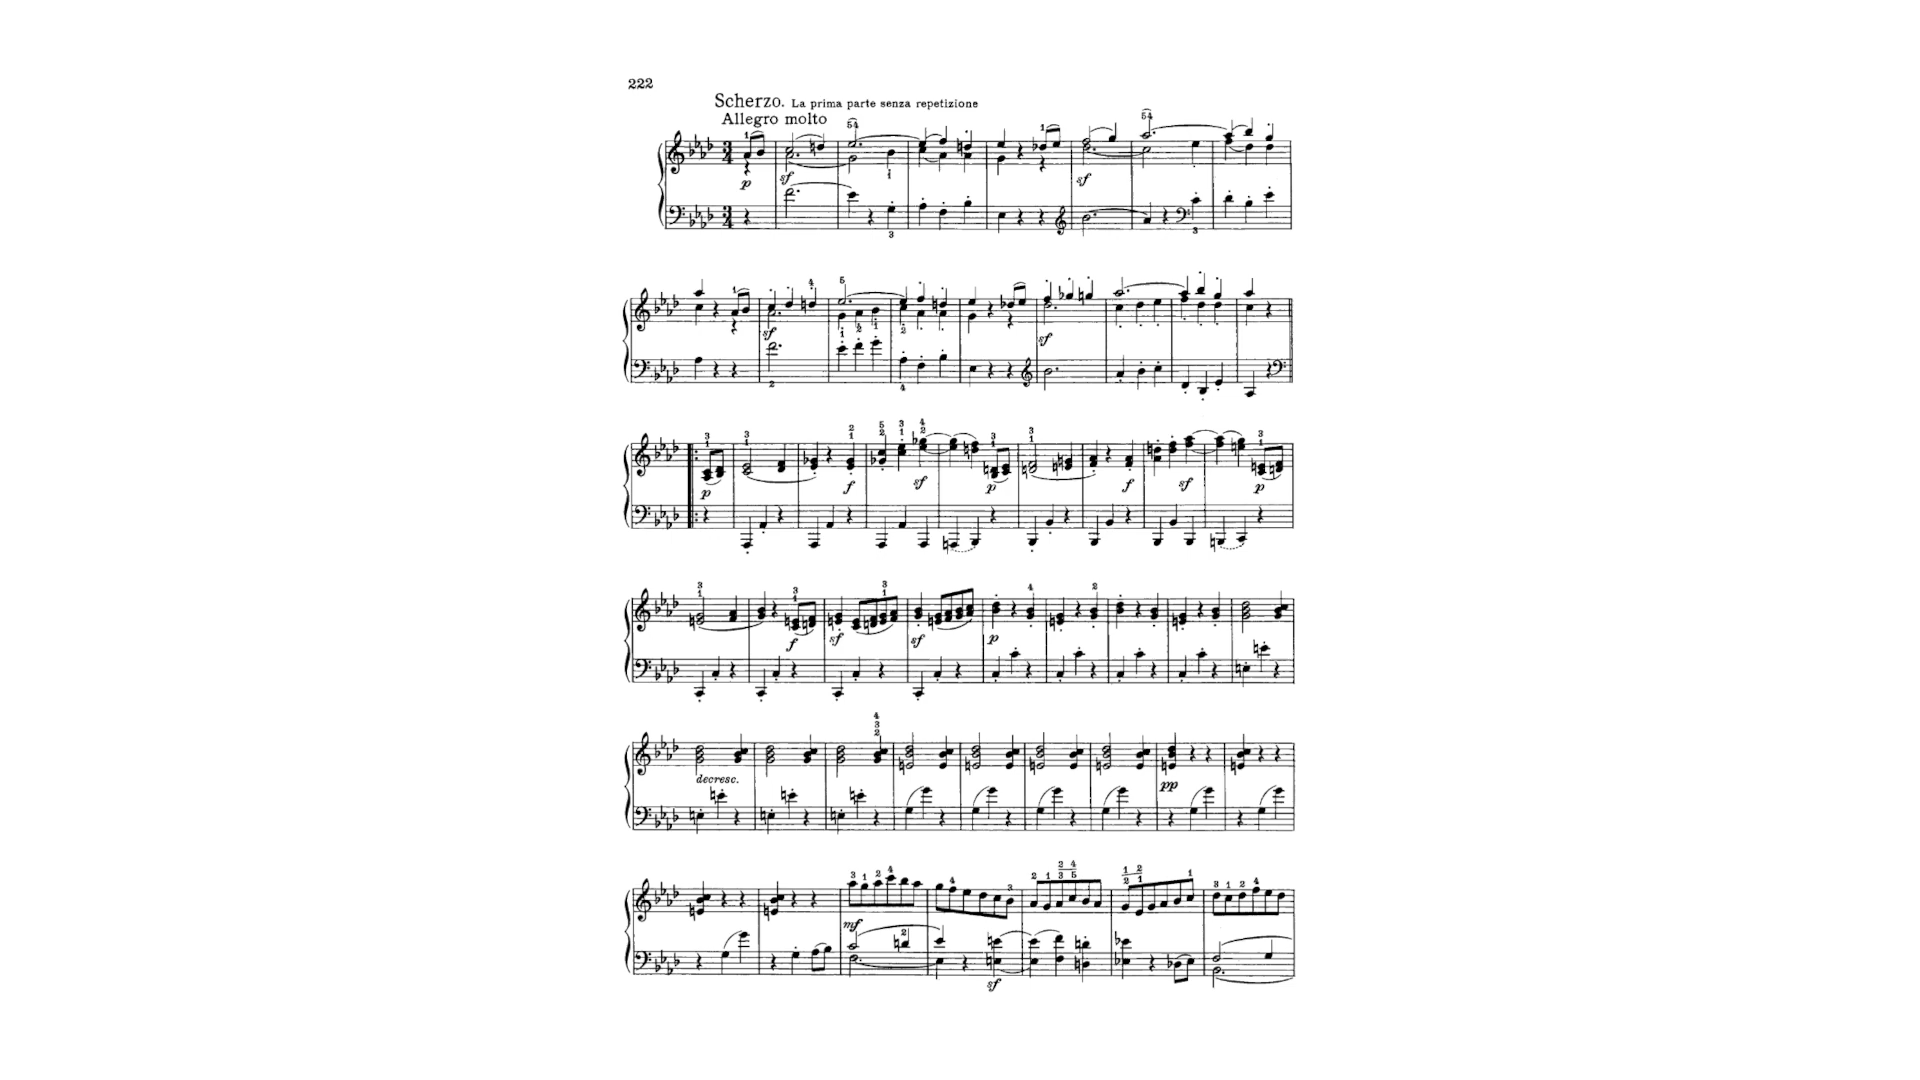 222
Scherzo. La prima parte senza repetizione
Allegro molto
p
sf
sf
sf
sf
p
f
sf
p
f
sf
p
f
sf
sf
p
decresc.
pp
mf
sf